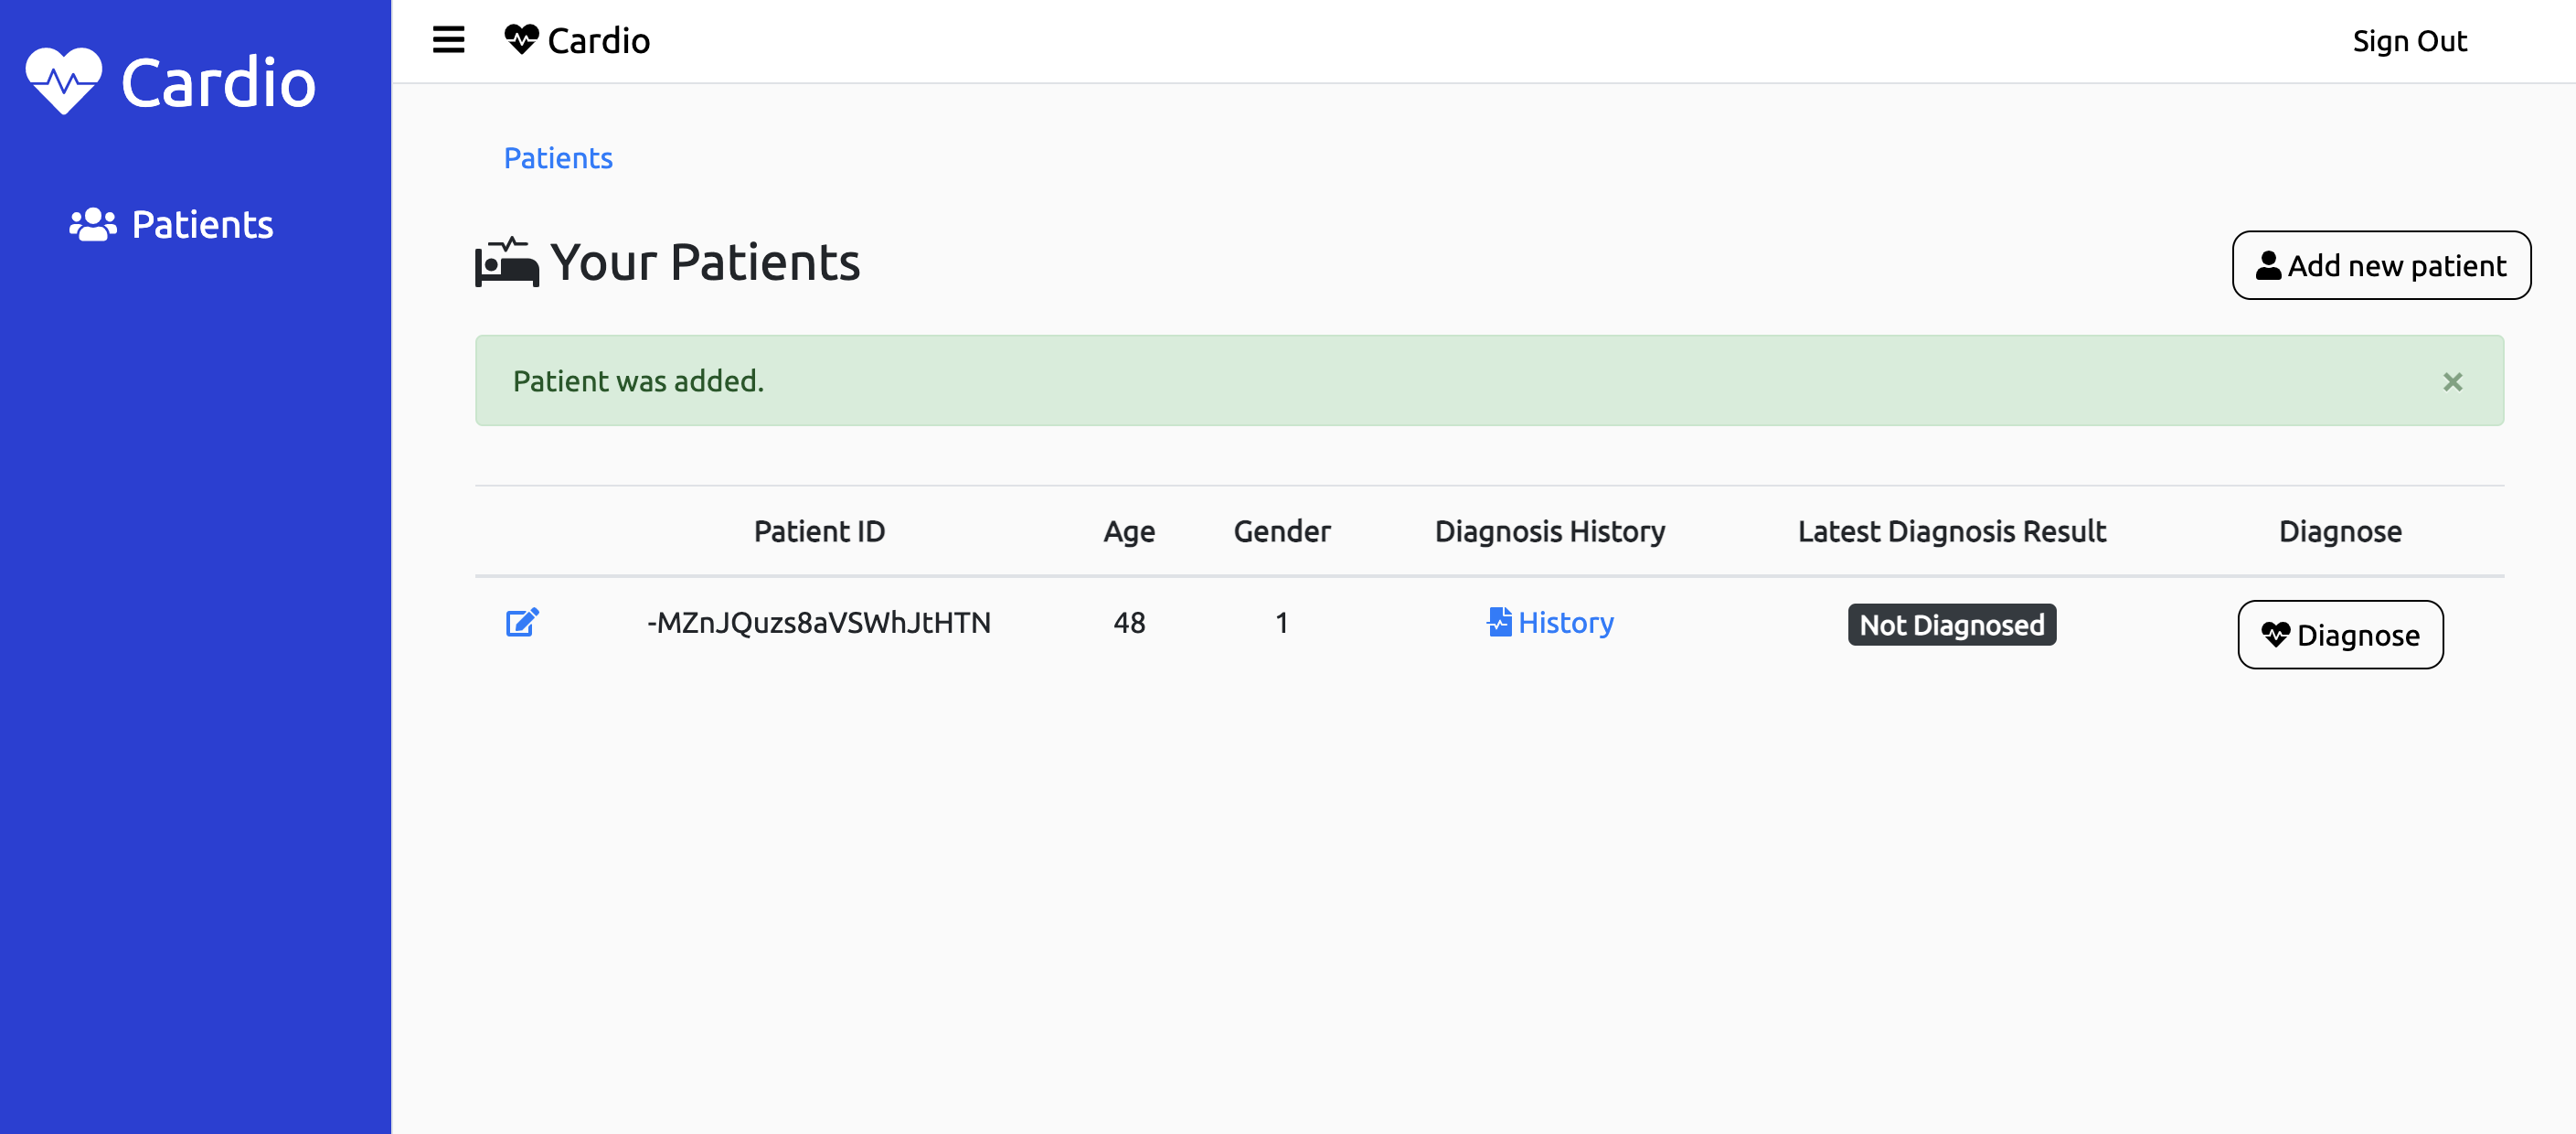 Cardio
Patients
Cardio
Sign Out
Patients
Your Patients
Add new patient
Patient was added.
×
Patient ID Age Gender Diagnosis History Latest Diagnosis Result Diagnose
-MZnJQuzs8aVSWhJtHTN 48 1 History Not Diagnosed Diagnose